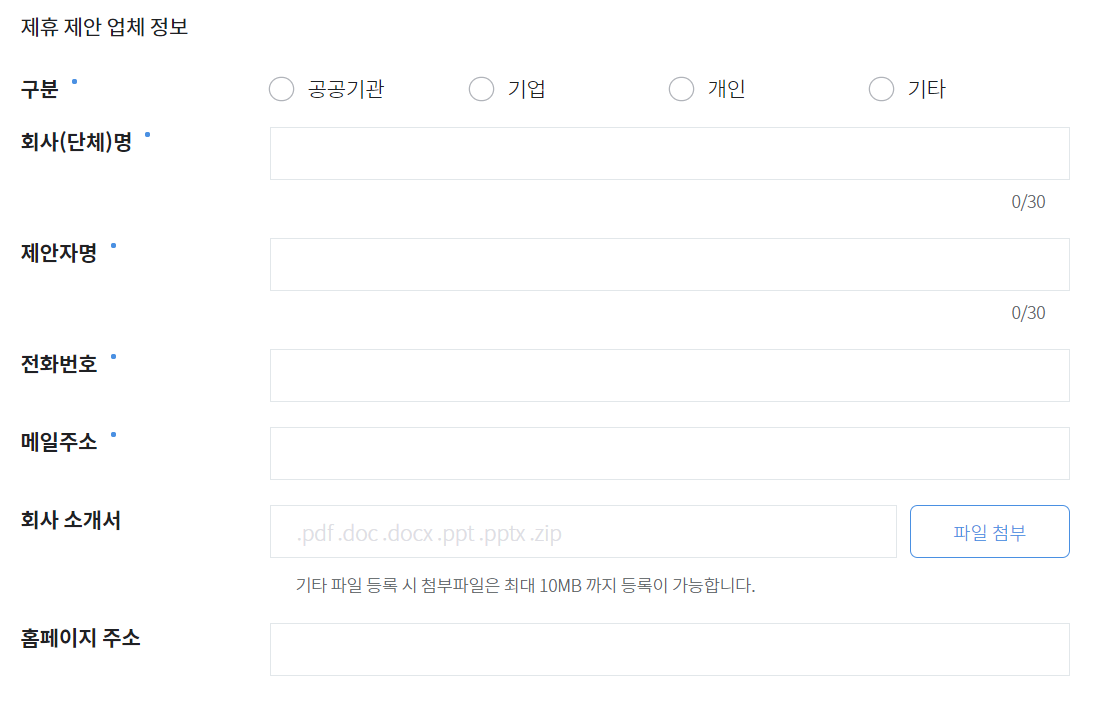 제휴 제안 업체 정보
구분 공공기관 기업 개인 기타
회사(단체)명
0/30
제안자명
0/30
전화번호
메일주소
회사 소개서 .pdf .doc .docx .ppt .pptx .zip 파일 첨부
기타 파일 등록 시 첨부파일은 최대 10MB 까지 등록이 가능합니다.
홈페이지 주소